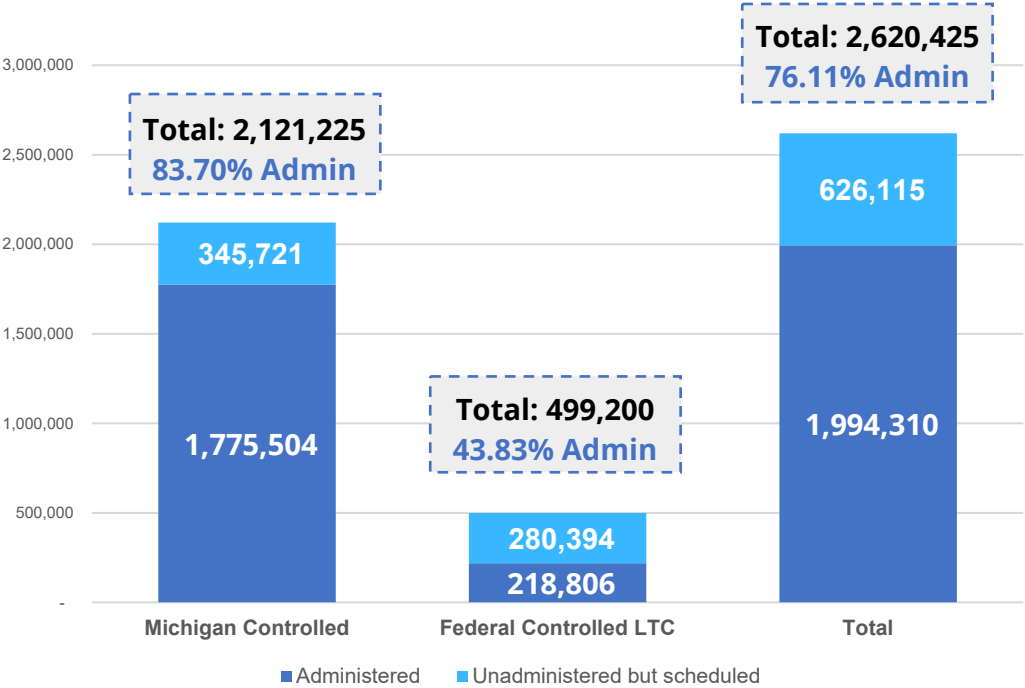 Total: 2,620,425
76.11% Admin
3,000,000
Total: 2,121,225
83.70% Admin
2,500,000
626,115
2,000,000
345,721
1,500,000
Total: 499,200
43.83% Admin
1,000,000
1,775,504
1,994,310
500,000
280,394
218,806
-
Michigan Controlled Federal Controlled LTC Total
Administered Unadministered but scheduled